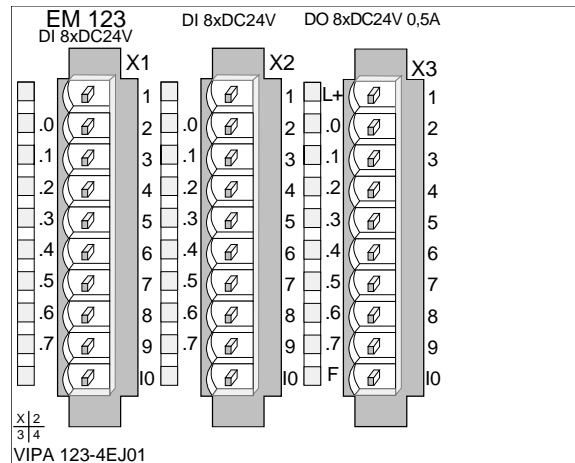 EM 123
DI 8xDC24V
DI 8xDC24V
DO 8xDC24V 0,5A
X1
1
.0 2
.1 3
.2 4
.3 5
.4 6
.5 7
.6 8
.7 9
I0
X2
1
.0 2
.1 3
.2 4
.3 5
.4 6
.5 7
.6 8
.7 9
I0
X3
L+ 1
.0 2
.1 3
.2 4
.3 5
.4 6
.5 7
.6 8
.7 9
F I0
X 2
3 4
VIPA 123-4EJ01